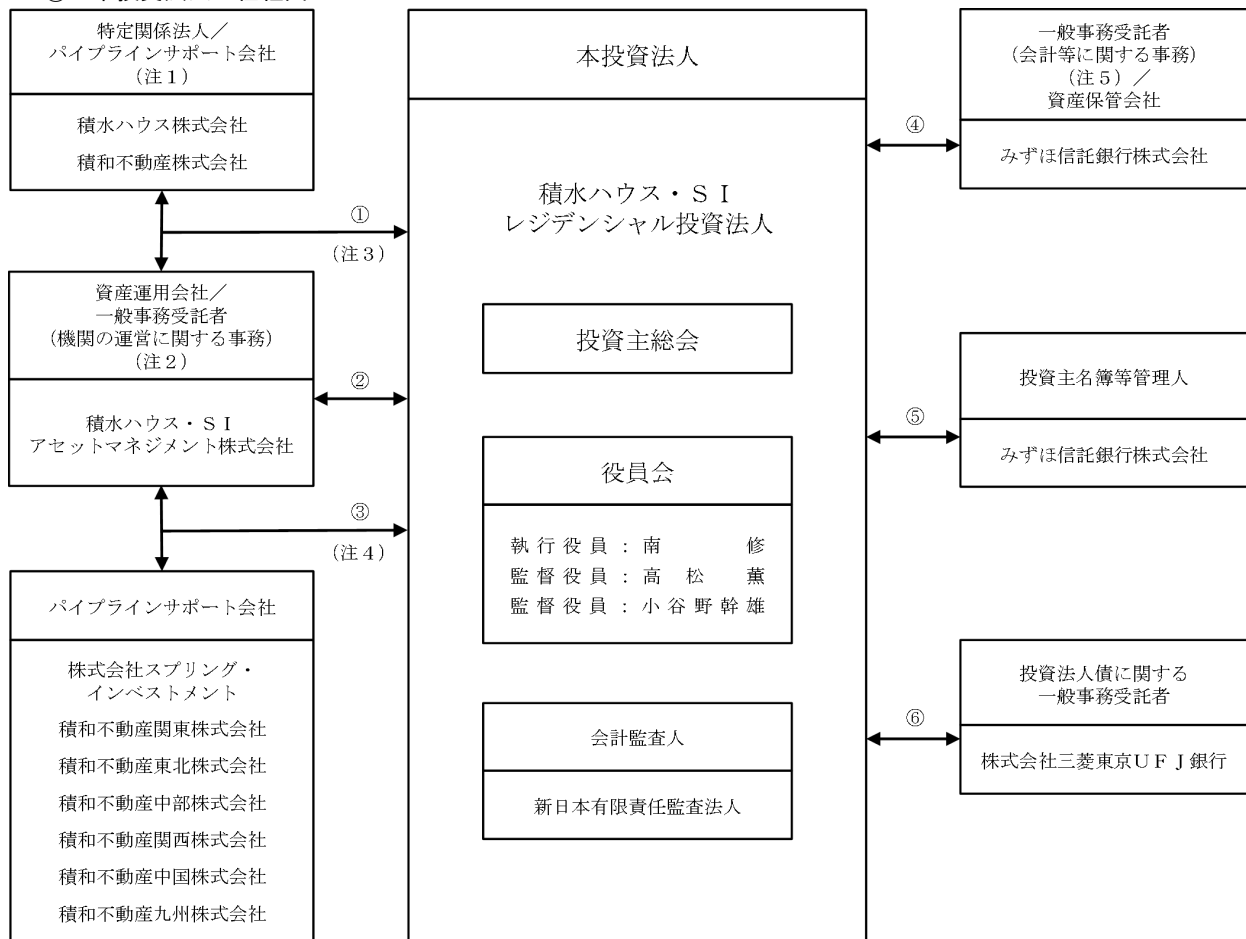 特定関係法人／
パイプラインサポート会社
（注１）
積水ハウス株式会社
積和不動産株式会社
①
（注３）
資産運用会社／
一般事務受託者
（機関の運営に関する事務）
（注２）
積水ハウス・ＳＩ
アセットマネジメント株式会社
②
③
（注４）
パイプラインサポート会社
株式会社スプリング・
インベストメント
積和不動産関東株式会社
積和不動産東北株式会社
積和不動産中部株式会社
積和不動産関西株式会社
積和不動産中国株式会社
積和不動産九州株式会社
本投資法人
積水ハウス・ＳＩ
レジデンシャル投資法人
投資主総会
役員会
執行役員：南　　修
監督役員：高松　薫
監督役員：小谷野幹雄
会計監査人
新日本有限責任監査法人
一般事務受託者
（会計等に関する事務）
（注５）／
資産保管会社
④
みずほ信託銀行株式会社
投資主名簿等管理人
⑤
みずほ信託銀行株式会社
投資法人債に関する
一般事務受託者
⑥
株式会社三菱東京ＵＦＪ銀行